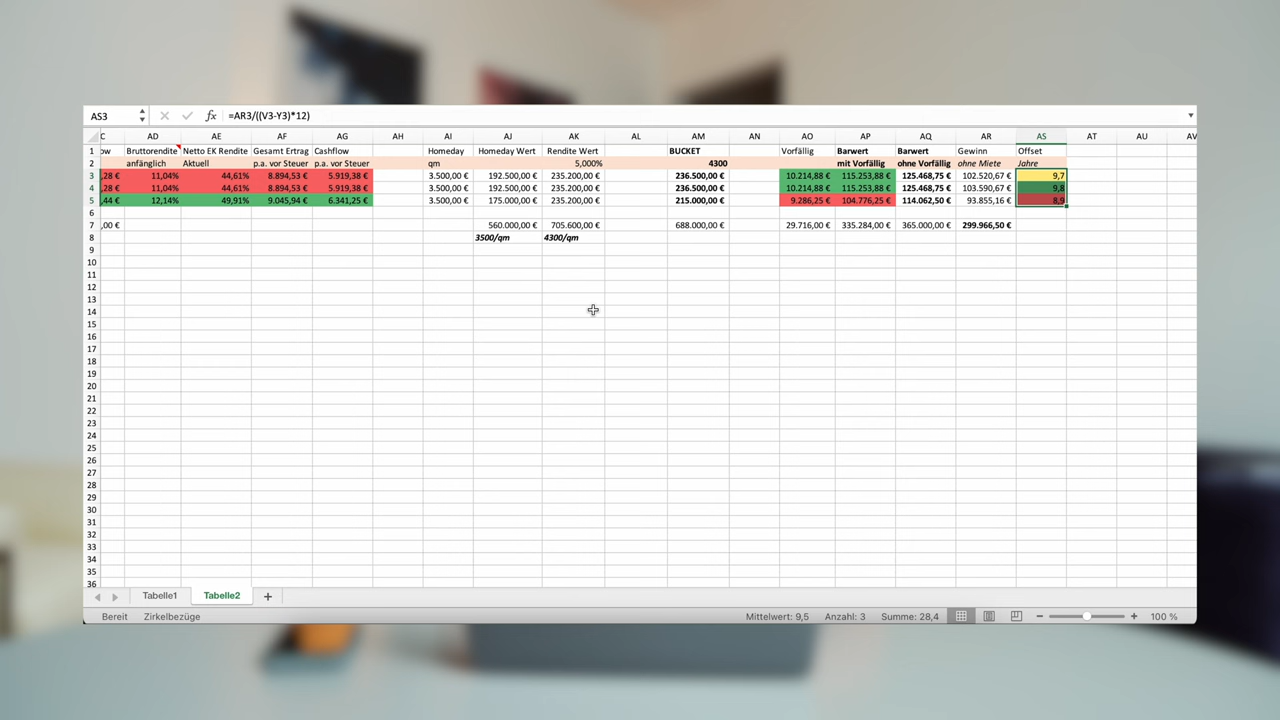 AS3 fx =AR3/((V3-Y3)*12)
C AD AE AF AG AH AI AJ AK AL AM AN AO AP AQ AR AS AT AU AV
1 ow Bruttorendite Netto EK Rendite Gesamt Ertrag Cashflow Homeday Homeday Wert Rendite Wert BUCKET Vorfällig Barwert Barwert Gewinn Offset
2 anfänglich Aktuell p.a. vor Steuer p.a. vor Steuer qm 5,000% 4300 mit Vorfällig ohne Vorfällig ohne Miete Jahre
3 ,28 € 11,04% 44,61% 8.894,53 € 5.919,38 € 3.500,00 € 192.500,00 € 235.200,00 € 236.500,00 € 10.214,88 € 115.253,88 € 125.468,75 € 102.520,67 € 9,7
4 ,28 € 11,04% 44,61% 8.894,53 € 5.919,38 € 3.500,00 € 192.500,00 € 235.200,00 € 236.500,00 € 10.214,88 € 115.253,88 € 125.468,75 € 103.590,67 € 9,8
5 ,44 € 12,14% 49,91% 9.045,94 € 6.341,25 € 3.500,00 € 175.000,00 € 235.200,00 € 215.000,00 € 9.286,25 € 104.776,25 € 114.062,50 € 93.855,16 € 8,9
6
7 ,00 € 560.000,00 € 705.600,00 € 688.000,00 € 29.716,00 € 335.284,00 € 365.000,00 € 299.966,50 €
8 3500/qm 4300/qm
9
10
11
12
13
14
15
16
17
18
19
20
21
22
23
24
25
26
27
28
29
30
31
32
33
34
35
36
Tabelle1 Tabelle2 +
Bereit Zirkelbezüge Mittelwert: 9,5 Anzahl: 3 Summe: 28,4 − + 100 %